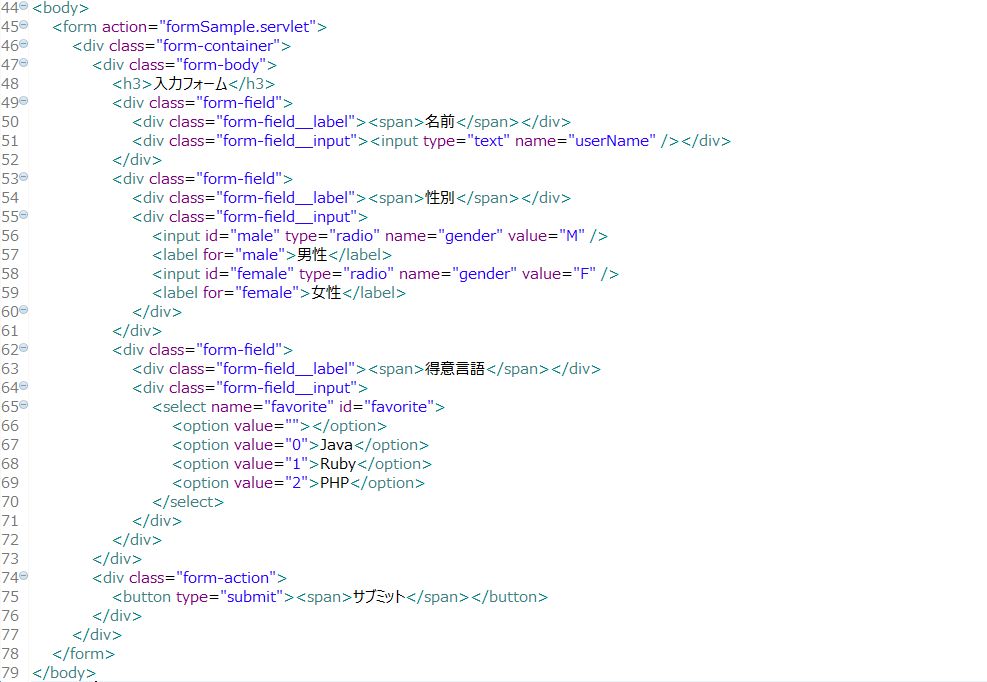 44 <body>
45 <form action="formSample.servlet">
46 <div class="form-container">
47 <div class="form-body">
48 <h3>入力フォーム</h3>
49 <div class="form-field">
50 <div class="form-field__label"><span>名前</span></div>
51 <div class="form-field__input"><input type="text" name="userName" /></div>
52 </div>
53 <div class="form-field">
54 <div class="form-field__label"><span>性別</span></div>
55 <div class="form-field__input">
56 <input id="male" type="radio" name="gender" value="M" />
57 <label for="male">男性</label>
58 <input id="female" type="radio" name="gender" value="F" />
59 <label for="female">女性</label>
60 </div>
61 </div>
62 <div class="form-field">
63 <div class="form-field__label"><span>得意言語</span></div>
64 <div class="form-field__input">
65 <select name="favorite" id="favorite">
66 <option value=""></option>
67 <option value="0">Java</option>
68 <option value="1">Ruby</option>
69 <option value="2">PHP</option>
70 </select>
71 </div>
72 </div>
73 </div>
74 <div class="form-action">
75 <button type="submit"><span>サブミット</span></button>
76 </div>
77 </div>
78 </form>
79 </body>